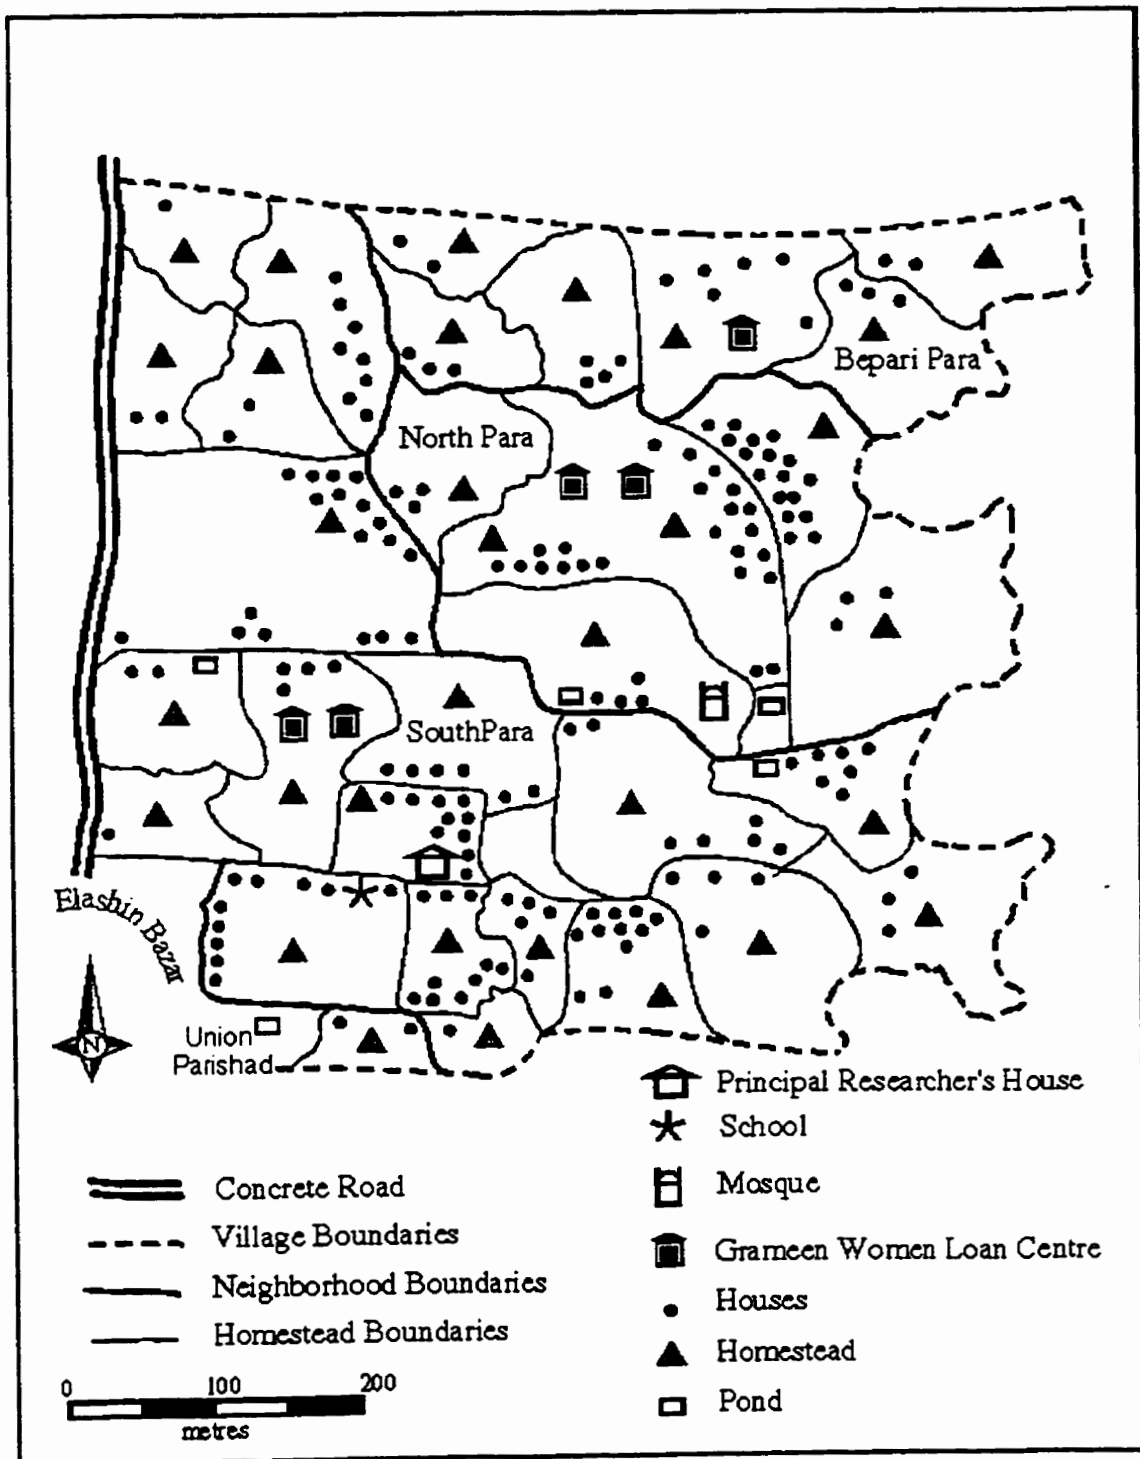 Bepari Para
North Para
SouthPara
Elashin Bazar
N
Union
Parishad
Principal Researcher's House
School
Mosque
Grameen Women Loan Centre
Houses
Homestead
Pond
Concrete Road
Village Boundaries
Neighborhood Boundaries
Homestead Boundaries
0 100 200
metres